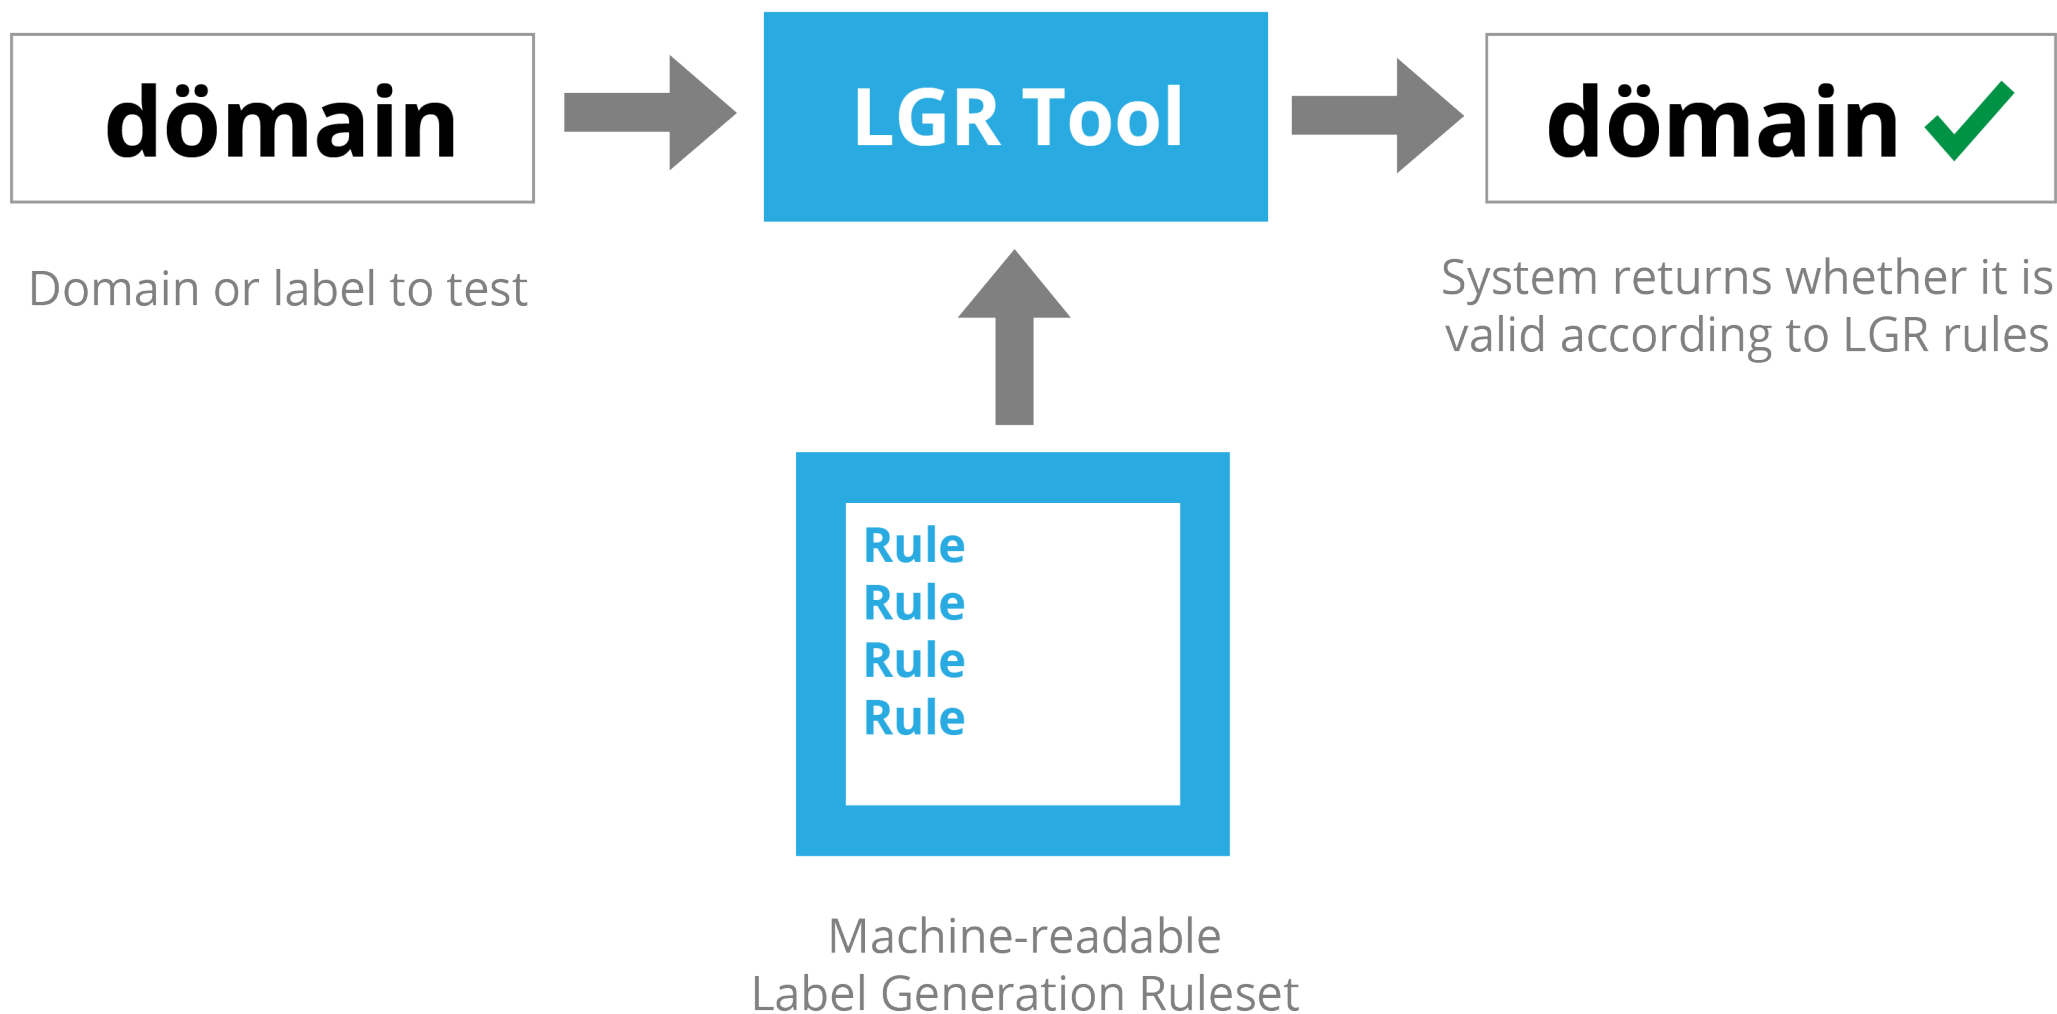 dömain
LGR Tool
dömain
Domain or label to test
System returns whether it is
valid according to LGR rules
Rule
Rule
Rule
Rule
Machine-readable
Label Generation Ruleset